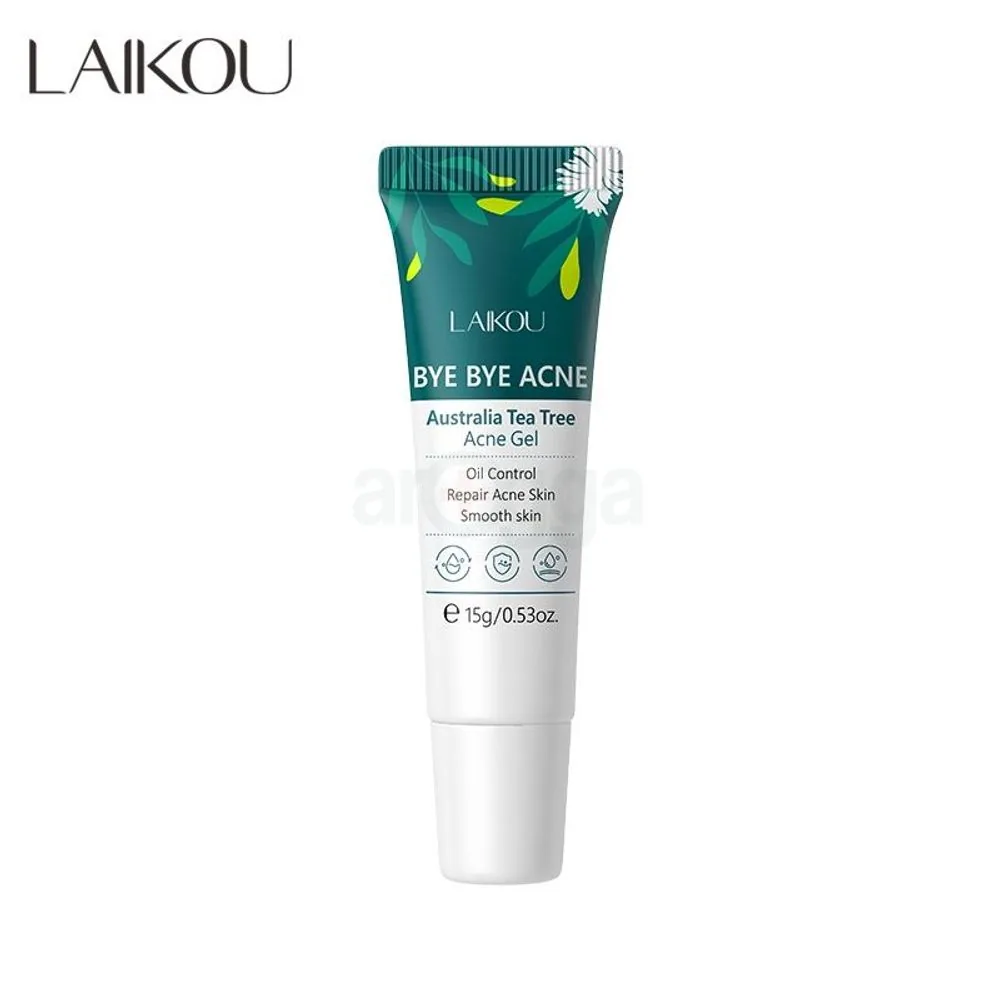 LAIKOU
LAIKOU
BYE BYE ACNE
Australia Tea Tree
Acne Gel
Oil Control
Repair Acne Skin
Smooth skin
℮ 15g/0.53oz.